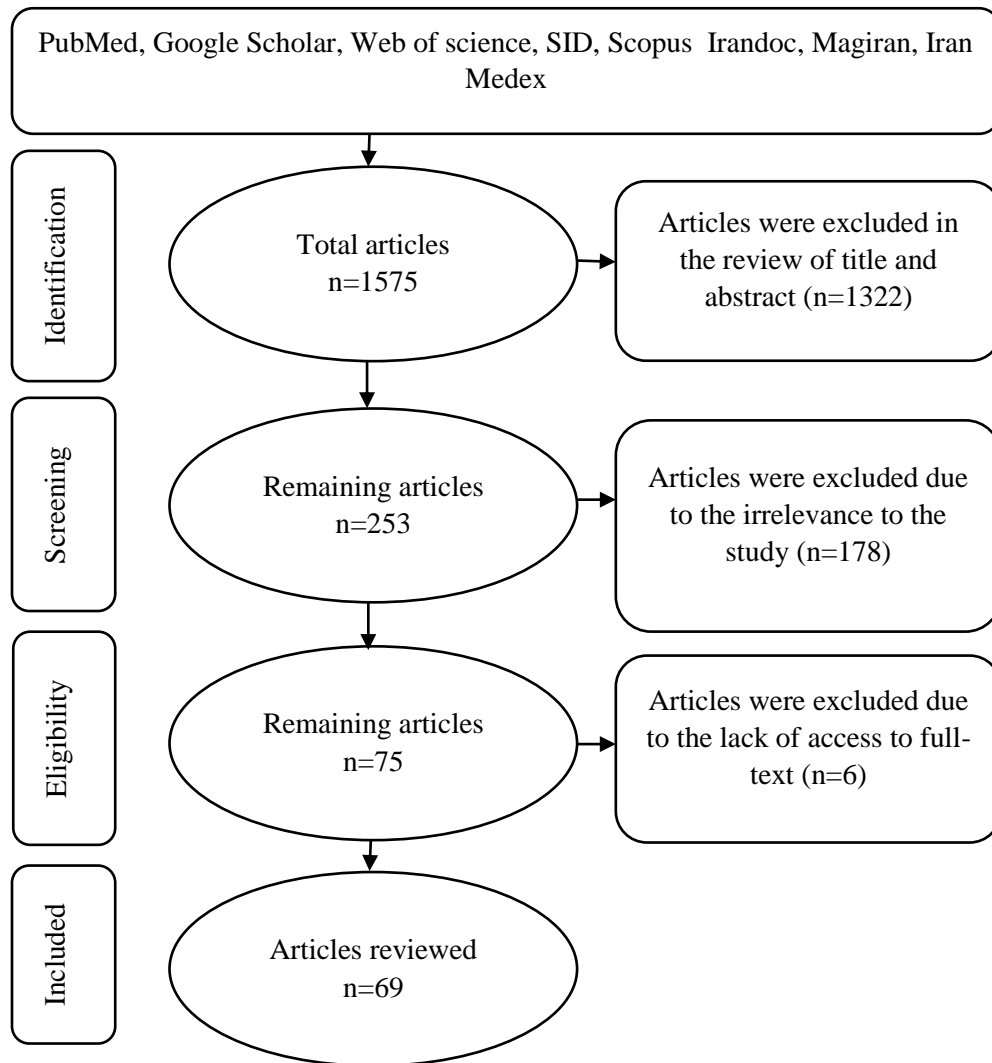 PubMed, Google Scholar, Web of science, SID, Scopus  Irandoc, Magiran, Iran
Medex
Identification
Total articles
n=1575
Articles were excluded in
the review of title and
abstract (n=1322)
Screening
Remaining articles
n=253
Articles were excluded due
to the irrelevance to the
study (n=178)
Eligibility
Remaining articles
n=75
Articles were excluded due
to the lack of access to full-
text (n=6)
Included
Articles reviewed
n=69